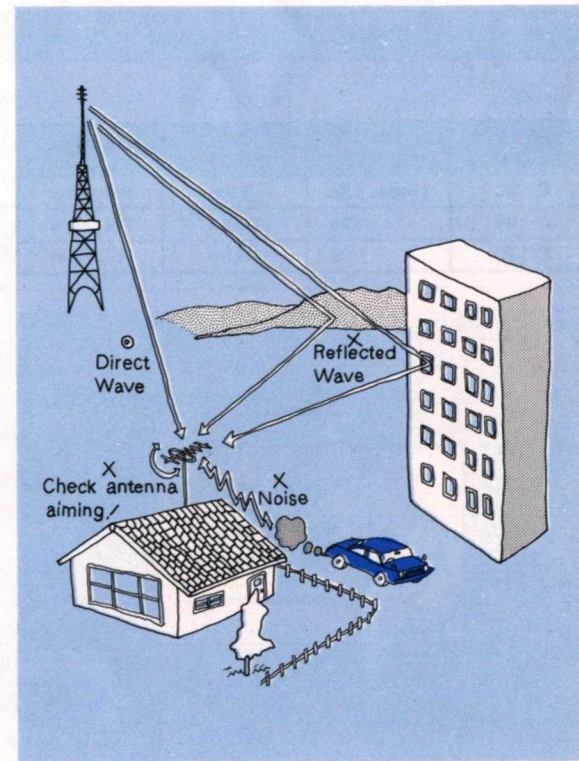 Direct
Wave
Reflected
Wave
Check antenna
aiming!
Noise